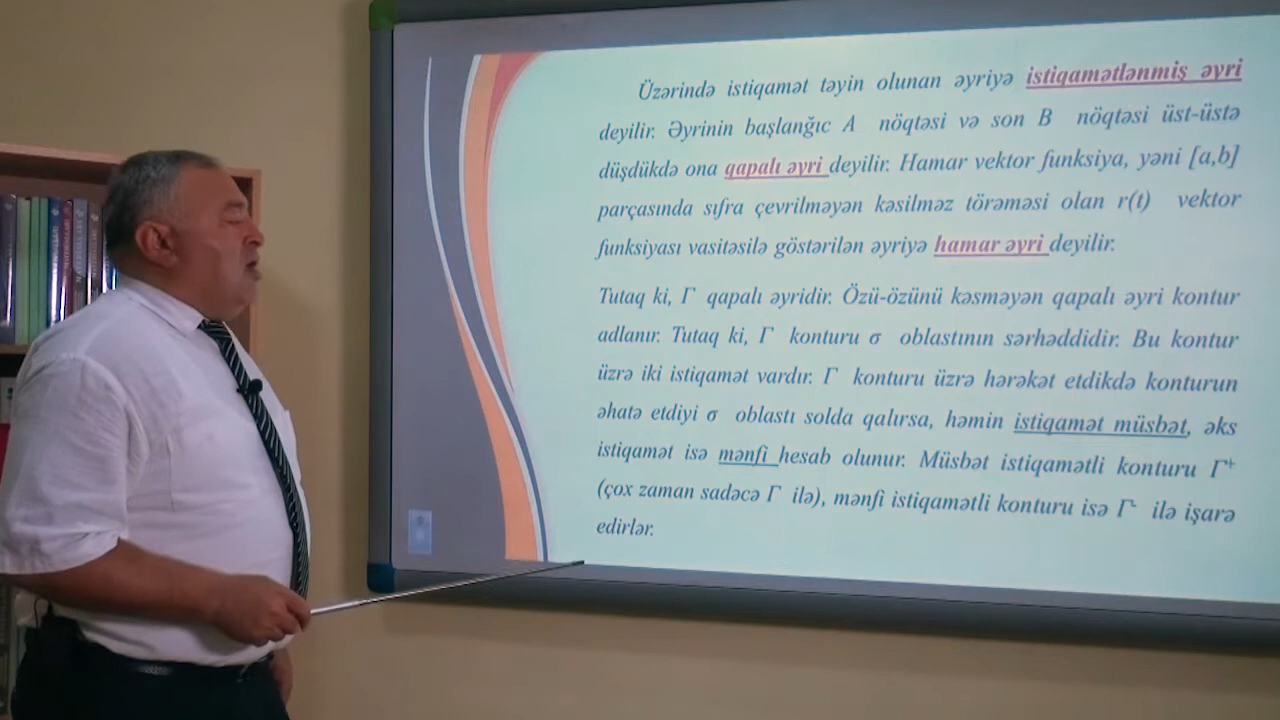 Üzərində istiqamət təyin olunan əyriyə istiqamətlənmiş əyri
deyilir. Əyrinin başlanğıc A nöqtəsi və son B nöqtəsi üst-üstə
düşdükdə ona qapalı əyri deyilir. Hamar vektor funksiya, yəni [a,b]
parçasında sıfra çevrilməyən kəsilməz törəməsi olan r(t) vektor
funksiyası vasitəsilə göstərilən əyriyə hamar əyri deyilir.
Tutaq ki, Γ qapalı əyridir. Özü-özünü kəsməyən qapalı əyri kontur
adlanır. Tutaq ki, Γ konturu σ oblastının sərhəddidir. Bu kontur
üzrə iki istiqamət vardır. Γ konturu üzrə hərəkət etdikdə konturun
əhatə etdiyi σ oblastı solda qalırsa, həmin istiqamət müsbət, əks
istiqamət isə mənfi hesab olunur. Müsbət istiqamətli konturu Γ⁺
(çox zaman sadəcə Γ ilə), mənfi istiqamətli konturu isə Γ⁻ ilə işarə
edirlər.